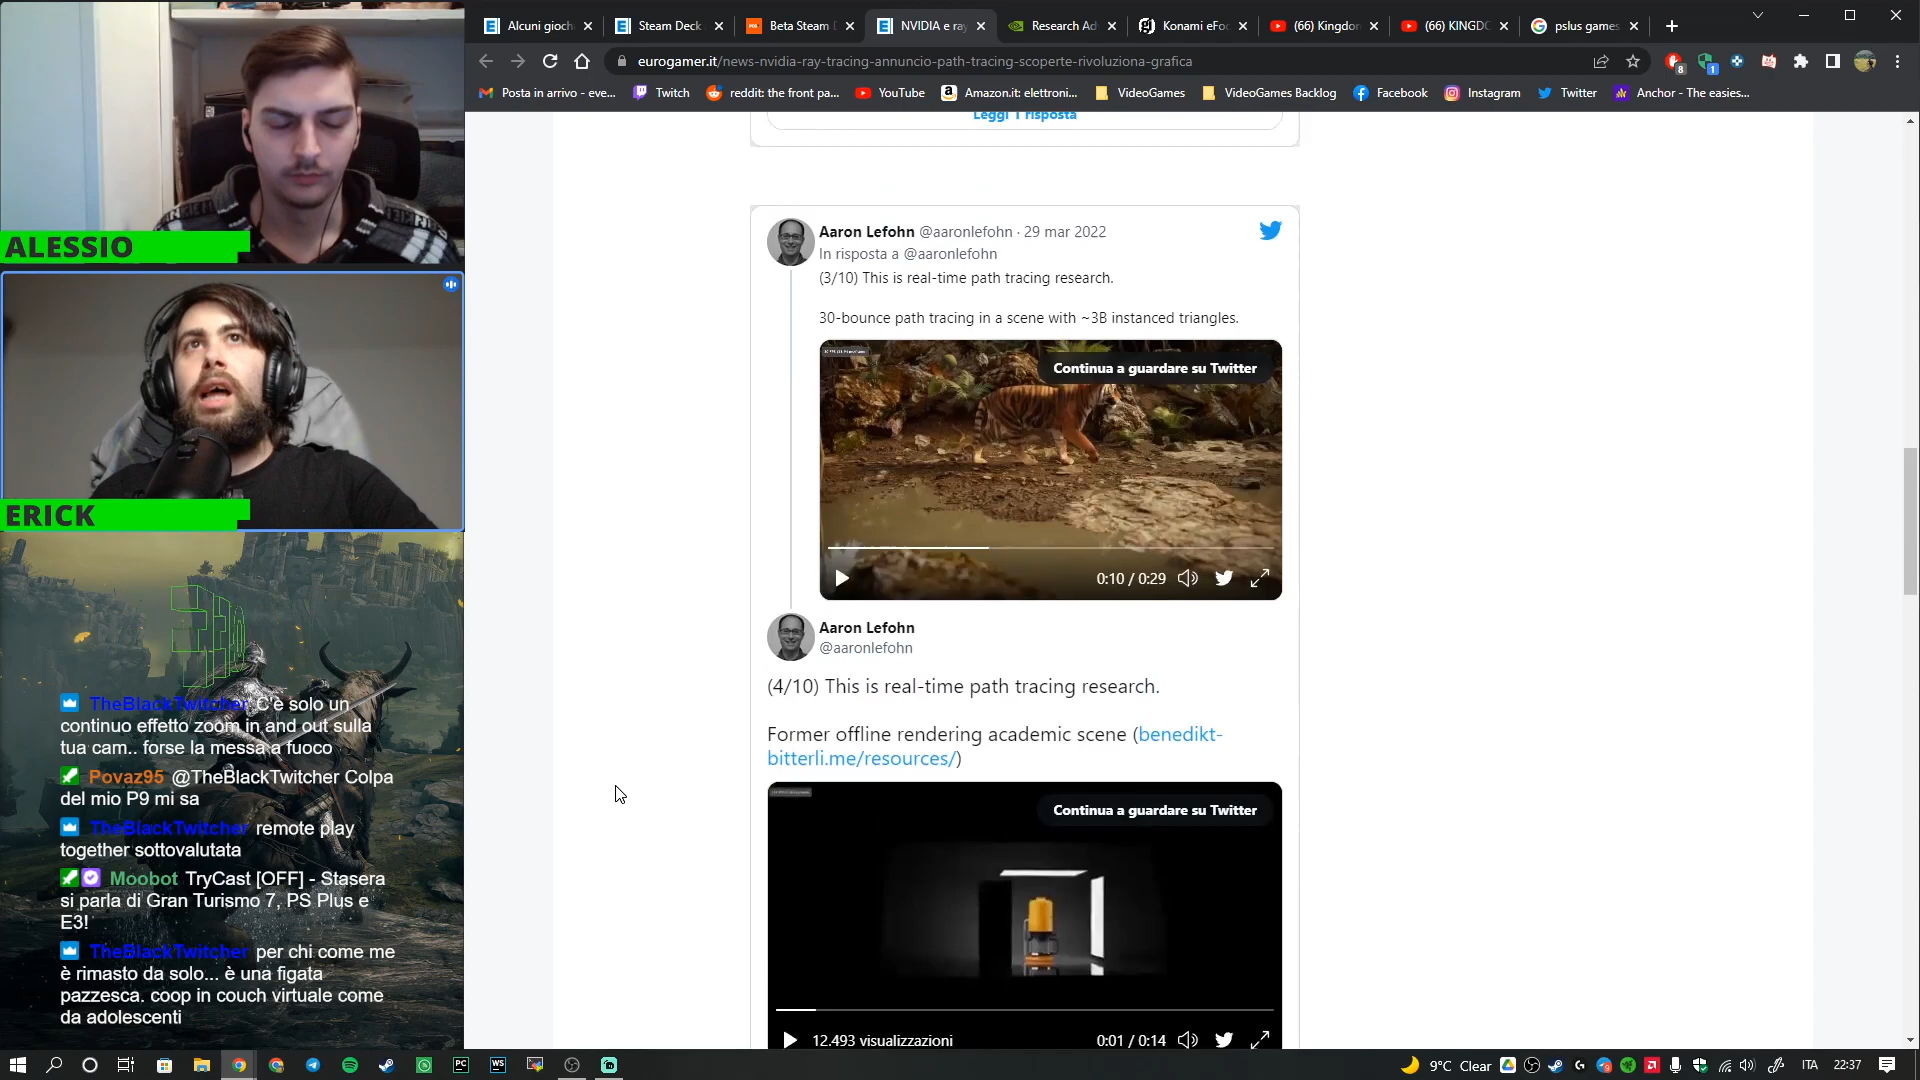 Alcuni gioch
Steam Deck
Beta Steam D
NVIDIA e ray
Research Ad
Konami eFoo
(66) Kingdon
(66) KINGDO
pslus games
eurogamer.it/news-nvidia-ray-tracing-annuncio-path-tracing-scoperte-rivoluziona-grafica
8
1
Posta in arrivo - eve...
Twitch
reddit: the front pa...
YouTube
Amazon.it: elettroni...
VideoGames
VideoGames Backlog
Facebook
Instagram
Twitter
Anchor - The easies...
ALESSIO
ERICK
TheBlackTwitcher C'è solo un
continuo effetto zoom in and out sulla
tua cam.. forse la messa a fuoco
Povaz95 @TheBlackTwitcher Colpa
del mio P9 mi sa
TheBlackTwitcher remote play
together sottovalutata
Moobot TryCast [OFF] - Stasera
si parla di Gran Turismo 7, PS Plus e
E3!
TheBlackTwitcher per chi come me
è rimasto da solo... è una figata
pazzesca. coop in couch virtuale come
da adolescenti
Leggi 1 risposta
Aaron Lefohn @aaronlefohn · 29 mar 2022
In risposta a @aaronlefohn
(3/10) This is real-time path tracing research.
30-bounce path tracing in a scene with ~3B instanced triangles.
Continua a guardare su Twitter
0:10 / 0:29
Aaron Lefohn
@aaronlefohn
(4/10) This is real-time path tracing research.
Former offline rendering academic scene (benedikt-
bitterli.me/resources/)
Continua a guardare su Twitter
12.493 visualizzazioni
0:01 / 0:14
PC
WS
9°C Clear
ITA
22:37